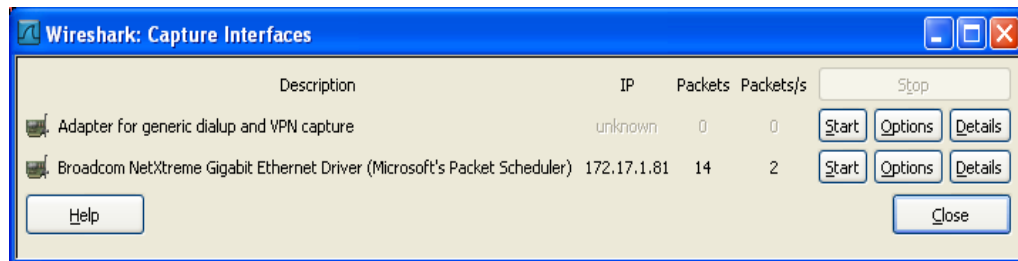 Wireshark: Capture Interfaces
Description IP Packets Packets/s Stop
Adapter for generic dialup and VPN capture unknown 0 0 Start Options Details
Broadcom NetXtreme Gigabit Ethernet Driver (Microsoft's Packet Scheduler) 172.17.1.81 14 2 Start Options Details
Help Close